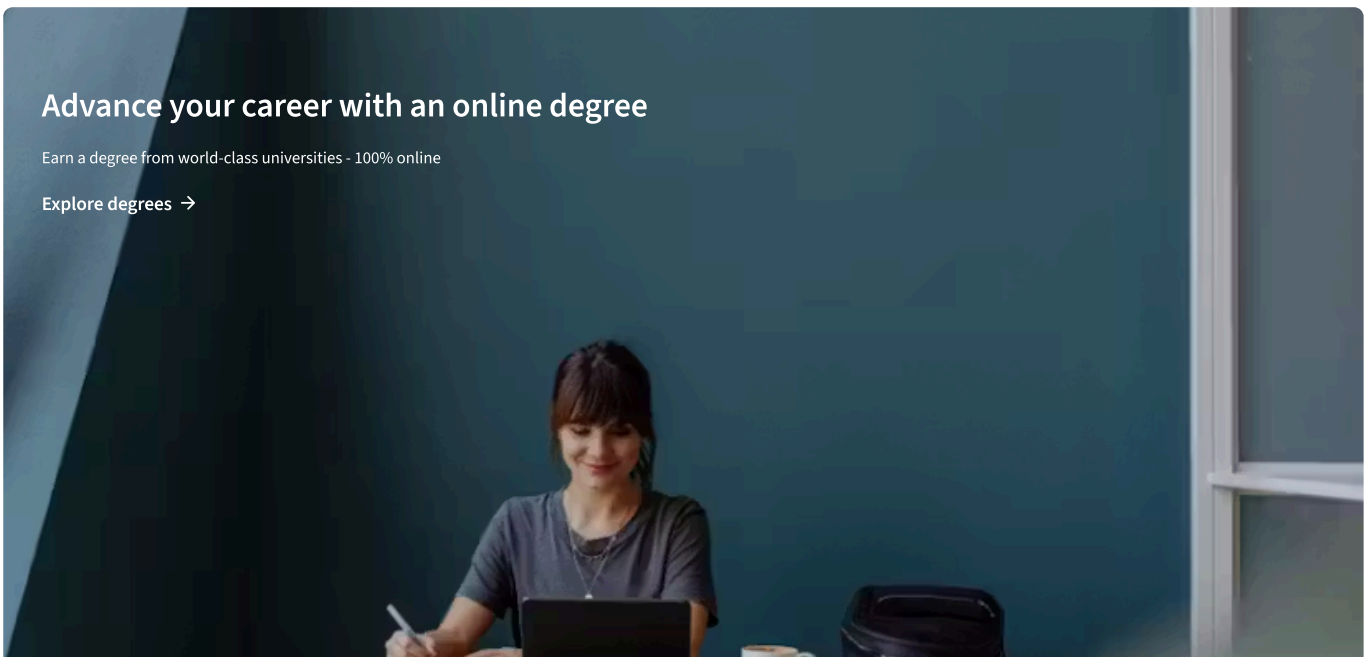 Advance your career with an online degree
Earn a degree from world-class universities - 100% online
Explore degrees →